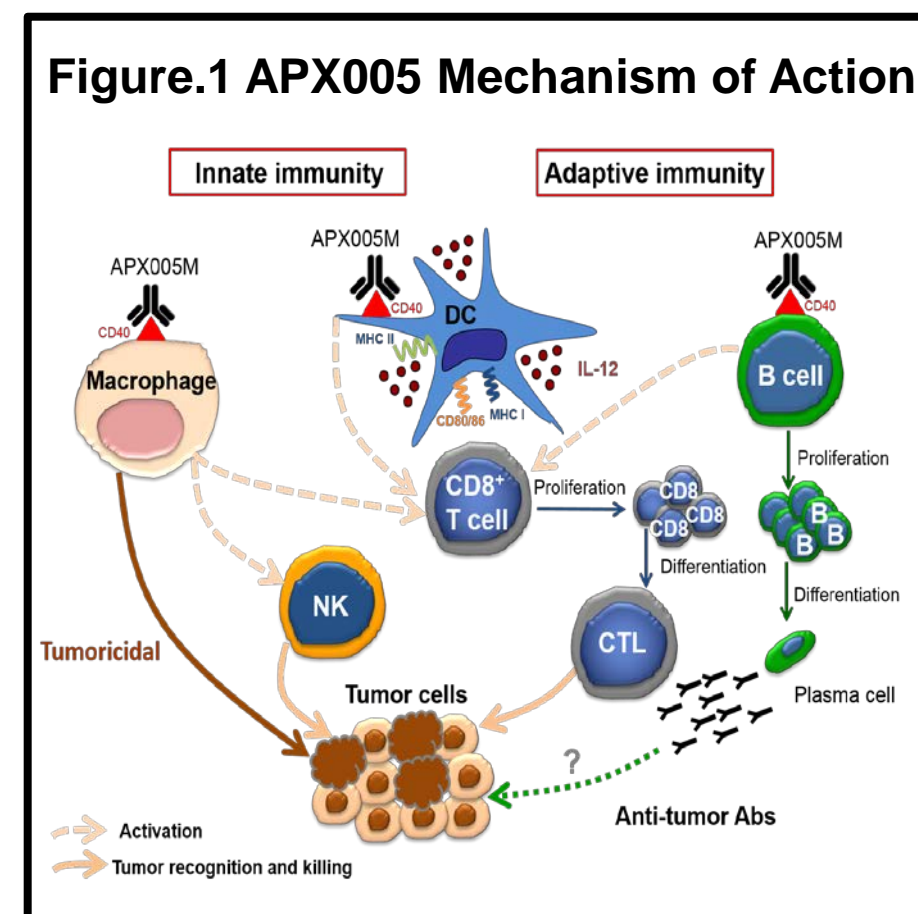 Figure.1 APX005 Mechanism of Action
Innate immunity
Adaptive immunity
APX005M
CD40
Macrophage
APX005M
CD40
DC
MHC II
IL-12
CD80/86
MHC I
APX005M
CD40
B cell
CD8+
T cell
Proliferation
CD8
CD8
CD8
CD8
Differentiation
CTL
Proliferation
B
B
B
Differentiation
Plasma cell
NK
Tumoricidal
Tumor cells
?
Anti-tumor Abs
Activation
Tumor recognition and killing